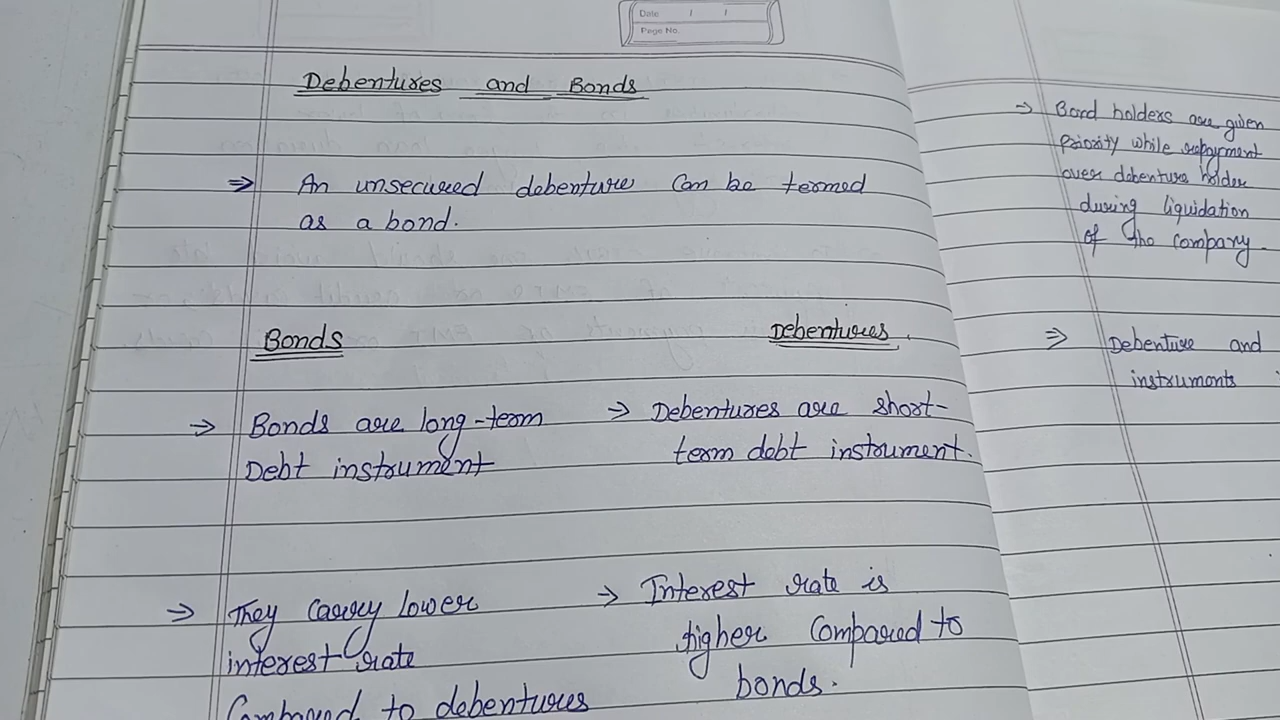 Date / /
Page No.
Debentures and Bonds
⇒ An unsecured debenture can be termed
as a bond.
Bonds
Debentures.
→ Bonds are long-term
Debt instrument
→ Debentures are short-
term debt instrument.
→ They carry lower
interest rate
Compared to debentures
→ Interest rate is
higher Compared to
bonds.
→ Bond holders are given
Priority while repayment
over debenture holder
during liquidation
of the company.
⇒ Debenture and
instruments